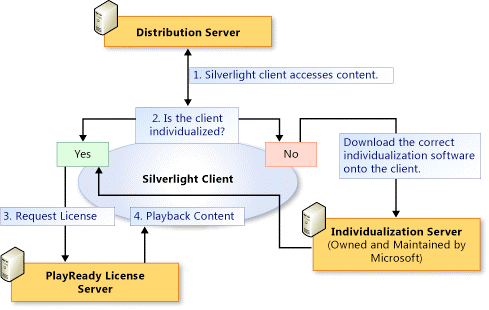 Distribution Server
1. Silverlight client accesses content.
2. Is the client
individualized?
Yes
No
Download the correct
individualization software
onto the client.
Silverlight Client
3. Request License
4. Playback Content
Individualization Server
(Owned and Maintained by
Microsoft)
PlayReady License
Server